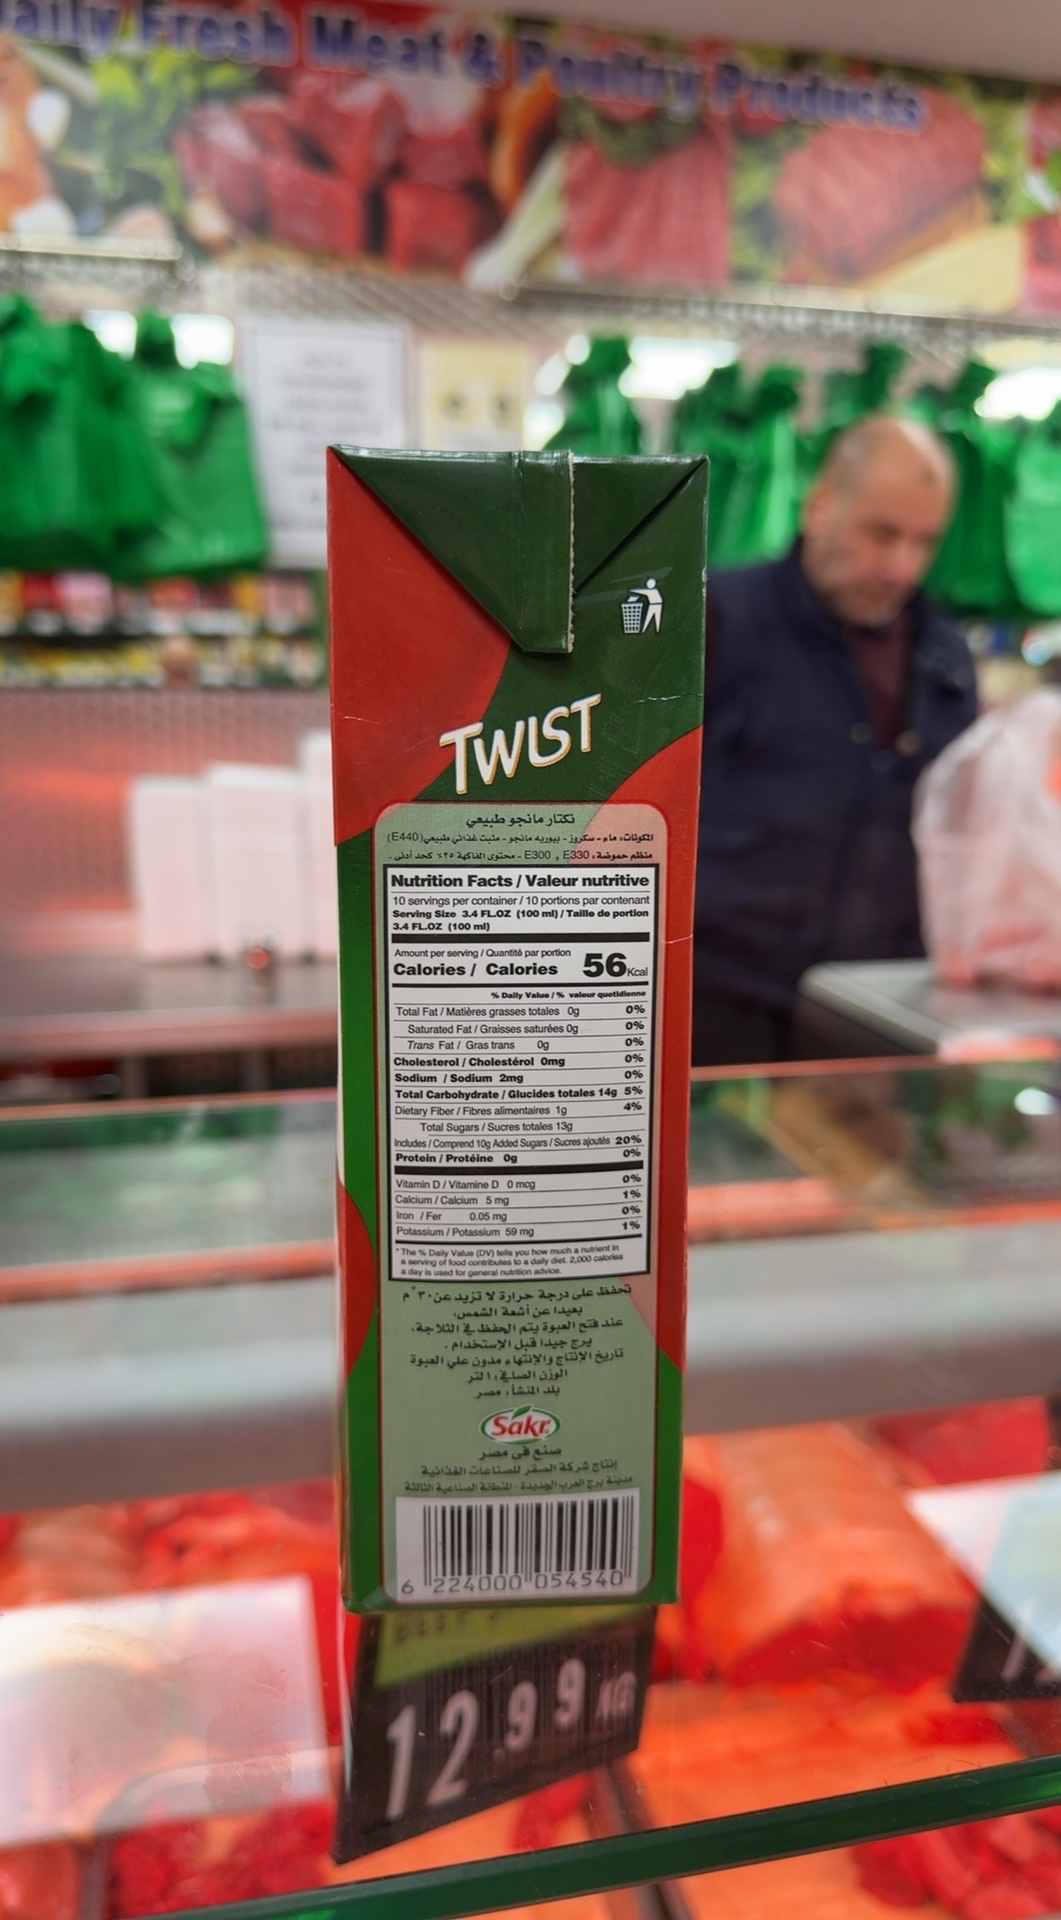 Daily Fresh Meat & Poultry Products
TWIST
نكتار مانجو طبيعي
المكونات: ماء - سكروز - بيوريه مانجو - مثبت غذائي طبيعي (E440)
منظم حموضة: E330 , E300 - محتوى الفاكهة ٢٥٪ كحد أدنى .
Nutrition Facts / Valeur nutritive
10 servings per container / 10 portions par contenant
Serving Size 3.4 FL.OZ (100 ml) / Taille de portion
3.4 FL.OZ (100 ml)
Amount per serving / Quantité par portion
Calories / Calories 56 Kcal
% Daily Value / % valeur quotidienne
Total Fat / Matières grasses totales 0g 0%
Saturated Fat / Graisses saturées 0g 0%
Trans Fat / Gras trans 0g 0%
Cholesterol / Cholestérol 0mg 0%
Sodium / Sodium 2mg 0%
Total Carbohydrate / Glucides totales 14g 5%
Dietary Fiber / Fibres alimentaires 1g 4%
Total Sugars / Sucres totales 13g
Includes / Comprend 10g Added Sugars / Sucres ajoutés 20%
Protein / Protéine 0g 0%
Vitamin D / Vitamine D 0 mcg 0%
Calcium / Calcium 5 mg 1%
Iron / Fer 0.05 mg 0%
Potassium / Potassium 59 mg 1%
* The % Daily Value (DV) tells you how much a nutrient in
a serving of food contributes to a daily diet. 2,000 calories
a day is used for general nutrition advice.
تحفظ على درجة حرارة لا تزيد عن ٣٠°م
بعيدا عن أشعة الشمس،
عند فتح العبوة يتم الحفظ في الثلاجة.
يرج جيدا قبل الإستخدام .
تاريخ الإنتاج والإنتهاء مدون علي العبوة
الوزن الصافي: ١ لتر
بلد المنشأ : مصر
Sakr
صنع في مصر
إنتاج شركة الصقر للصناعات الغذائية
مدينة برج العرب الجديدة - المنطقة الصناعية الثالثة
6 224000 054540
12.99 KG